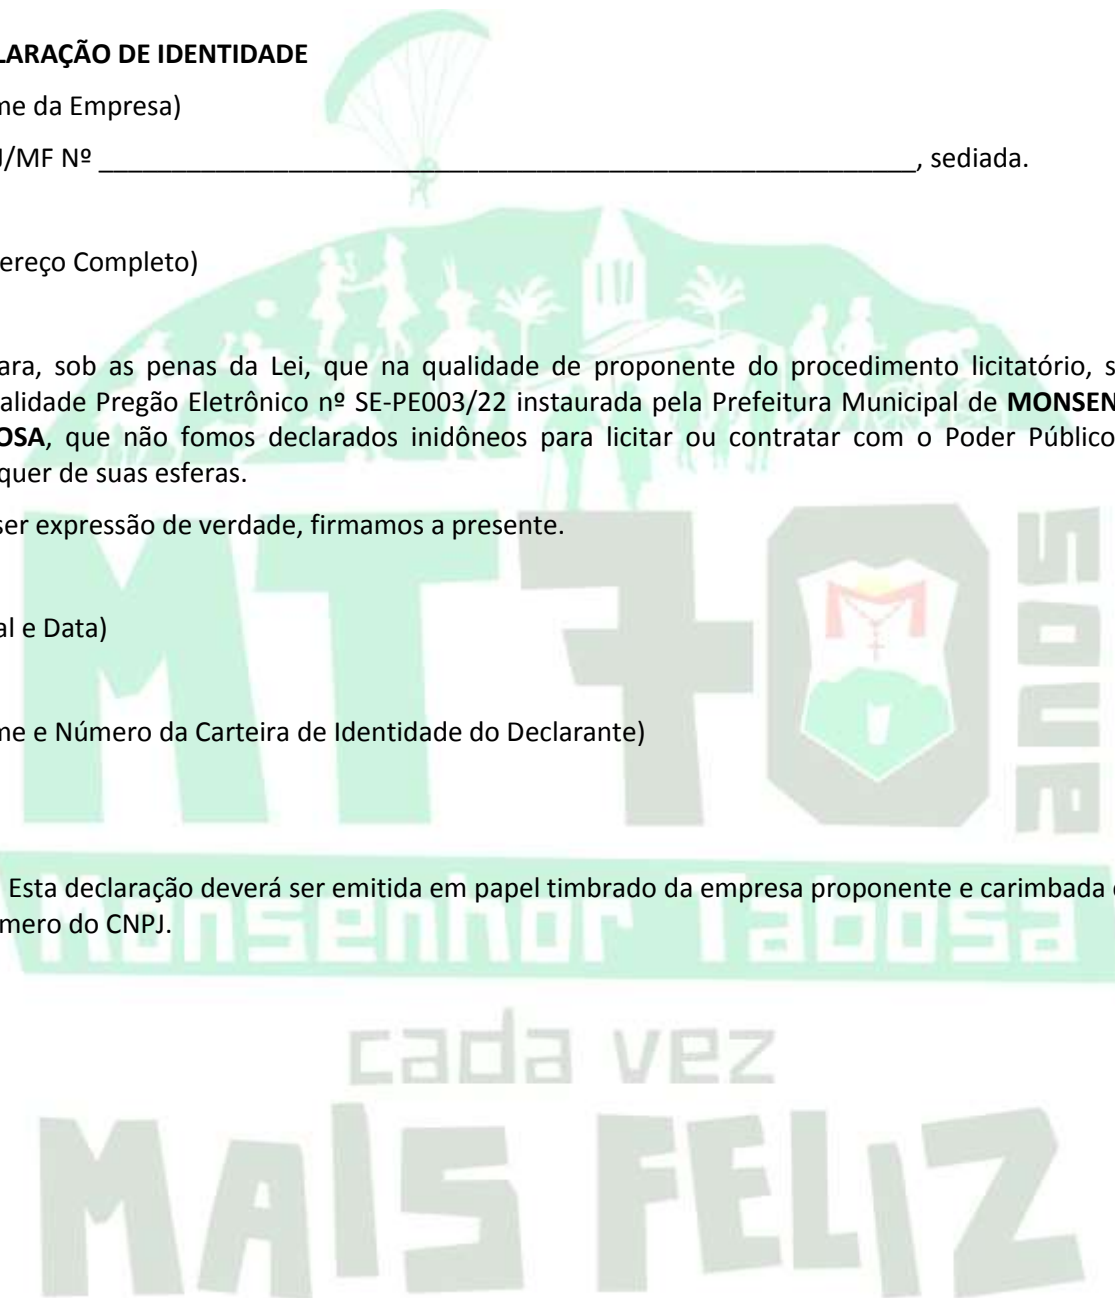 LARAÇÃO DE IDENTIDADE
me da Empresa)
J/MF Nº ________________________________________________________, sediada.
ereço Completo)
ara, sob as penas da Lei, que na qualidade de proponente do procedimento licitatório, s
alidade Pregão Eletrônico nº SE-PE003/22 instaurada pela Prefeitura Municipal de MONSEN
OSA, que não fomos declarados inidôneos para licitar ou contratar com o Poder Público
quer de suas esferas.
ser expressão de verdade, firmamos a presente.
al e Data)
me e Número da Carteira de Identidade do Declarante)
Esta declaração deverá ser emitida em papel timbrado da empresa proponente e carimbada
mero do CNPJ.
MT70
anos
Monsenhor Tabosa
cada vez
MAIS FELIZ